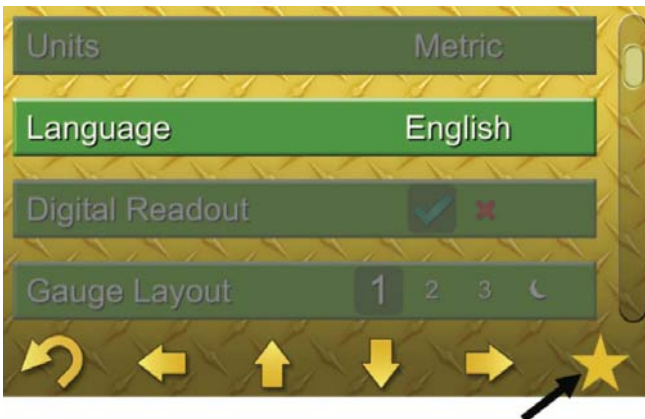 Units Metric
Language English
Digital Readout
Gauge Layout 1 2 3